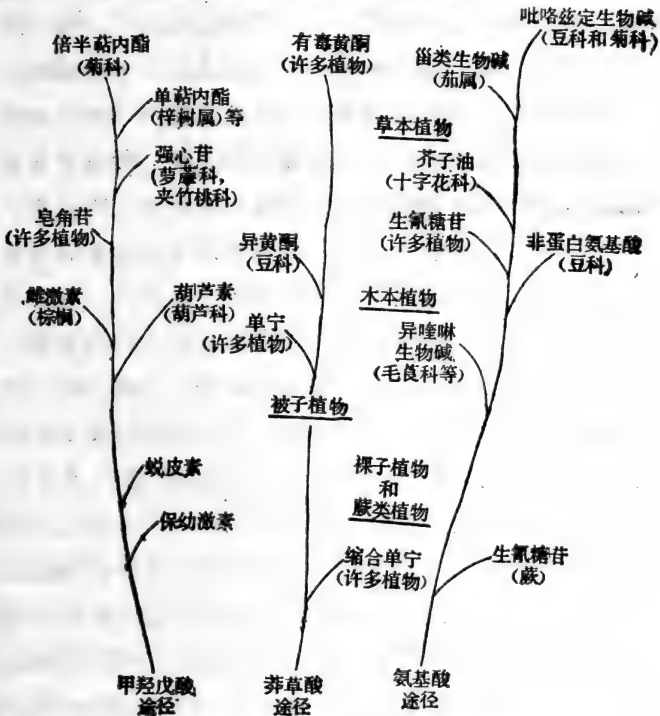 吡咯兹定生物碱
(豆科和菊科)
倍半萜内酯
(菊科)
有毒黄酮
(许多植物)
甾类生物碱
(茄属)
单萜内酯
(梓树属)等
草本植物
强心苷
(萝藦科,
夹竹桃科)
芥子油
(十字花科)
皂角苷
(许多植物)
生氰糖苷
(许多植物)
异黄酮
(豆科)
非蛋白氨基酸
(豆科)
雌激素
(棕榈)
葫芦素
(葫芦科)
木本植物
单宁
(许多植物)
异喹啉
生物碱
(毛茛科等)
被子植物
蜕皮素
裸子植物
和
蕨类植物
保幼激素
缩合单宁
(许多植物)
生氰糖苷
(蕨)
甲羟戊酸
途径
莽草酸
途径
氨基酸
途径